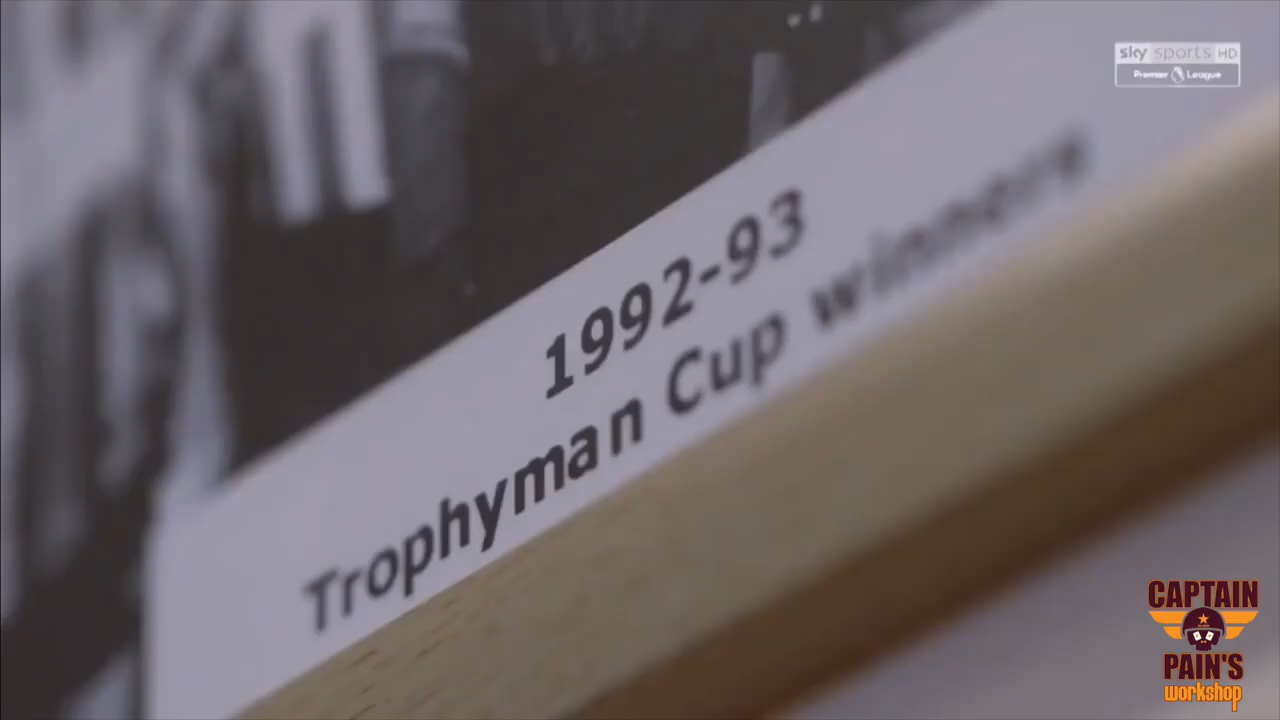 sky sports HD
Premier League
1992-93
Trophyman Cup winners
CAPTAIN
PAIN'S
workshop